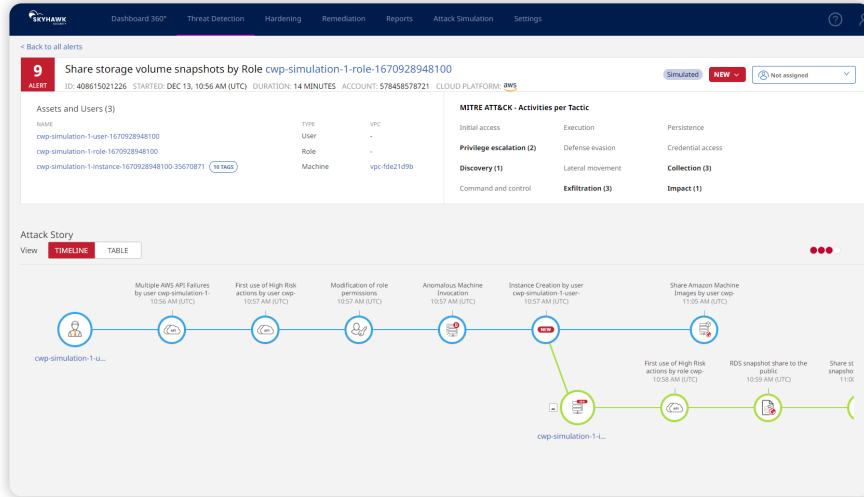 SKYHAWK
SECURITY
Dashboard 360° Threat Detection Hardening Remediation Reports Attack Simulation Settings
< Back to all alerts
9
ALERT
Share storage volume snapshots by Role cwp-simulation-1-role-1670928948100
ID: 408615021226 STARTED: DEC 13, 10:56 AM (UTC) DURATION: 14 MINUTES ACCOUNT: 578458578721 CLOUD PLATFORM: aws
Simulated
NEW
Not assigned
Assets and Users (3)
NAME TYPE VPC
cwp-simulation-1-user-1670928948100 User -
cwp-simulation-1-role-1670928948100 Role -
cwp-simulation-1-instance-1670928948100-35670871 10 TAGS Machine vpc-fde21d9b
MITRE ATT&CK - Activities per Tactic
Initial access Execution Persistence
Privilege escalation (2) Defense evasion Credential access
Discovery (1) Lateral movement Collection (3)
Command and control Exfiltration (3) Impact (1)
Attack Story
View TIMELINE TABLE
Multiple AWS API Failures
by user cwp-simulation-1-
10:56 AM (UTC)
First use of High Risk
actions by user cwp-
10:57 AM (UTC)
Modification of role
permissions
10:57 AM (UTC)
Anomalous Machine
Invocation
10:57 AM (UTC)
Instance Creation by user
cwp-simulation-1-user-
10:57 AM (UTC)
Share Amazon Machine
Images by user cwp-
11:05 AM (UTC)
API
API
NEW
cwp-simulation-1-u...
First use of High Risk
actions by role cwp-
10:58 AM (UTC)
RDS snapshot share to the
public
10:59 AM (UTC)
Share st
snapsho
11:00
API
cwp-simulation-1-i...